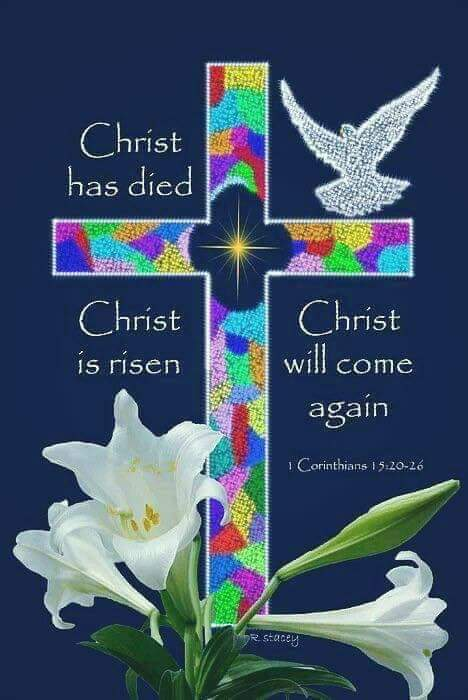 Christ
has died
Christ
is risen
Christ
will come
again
1 Corinthians 15:20-26
R stacey